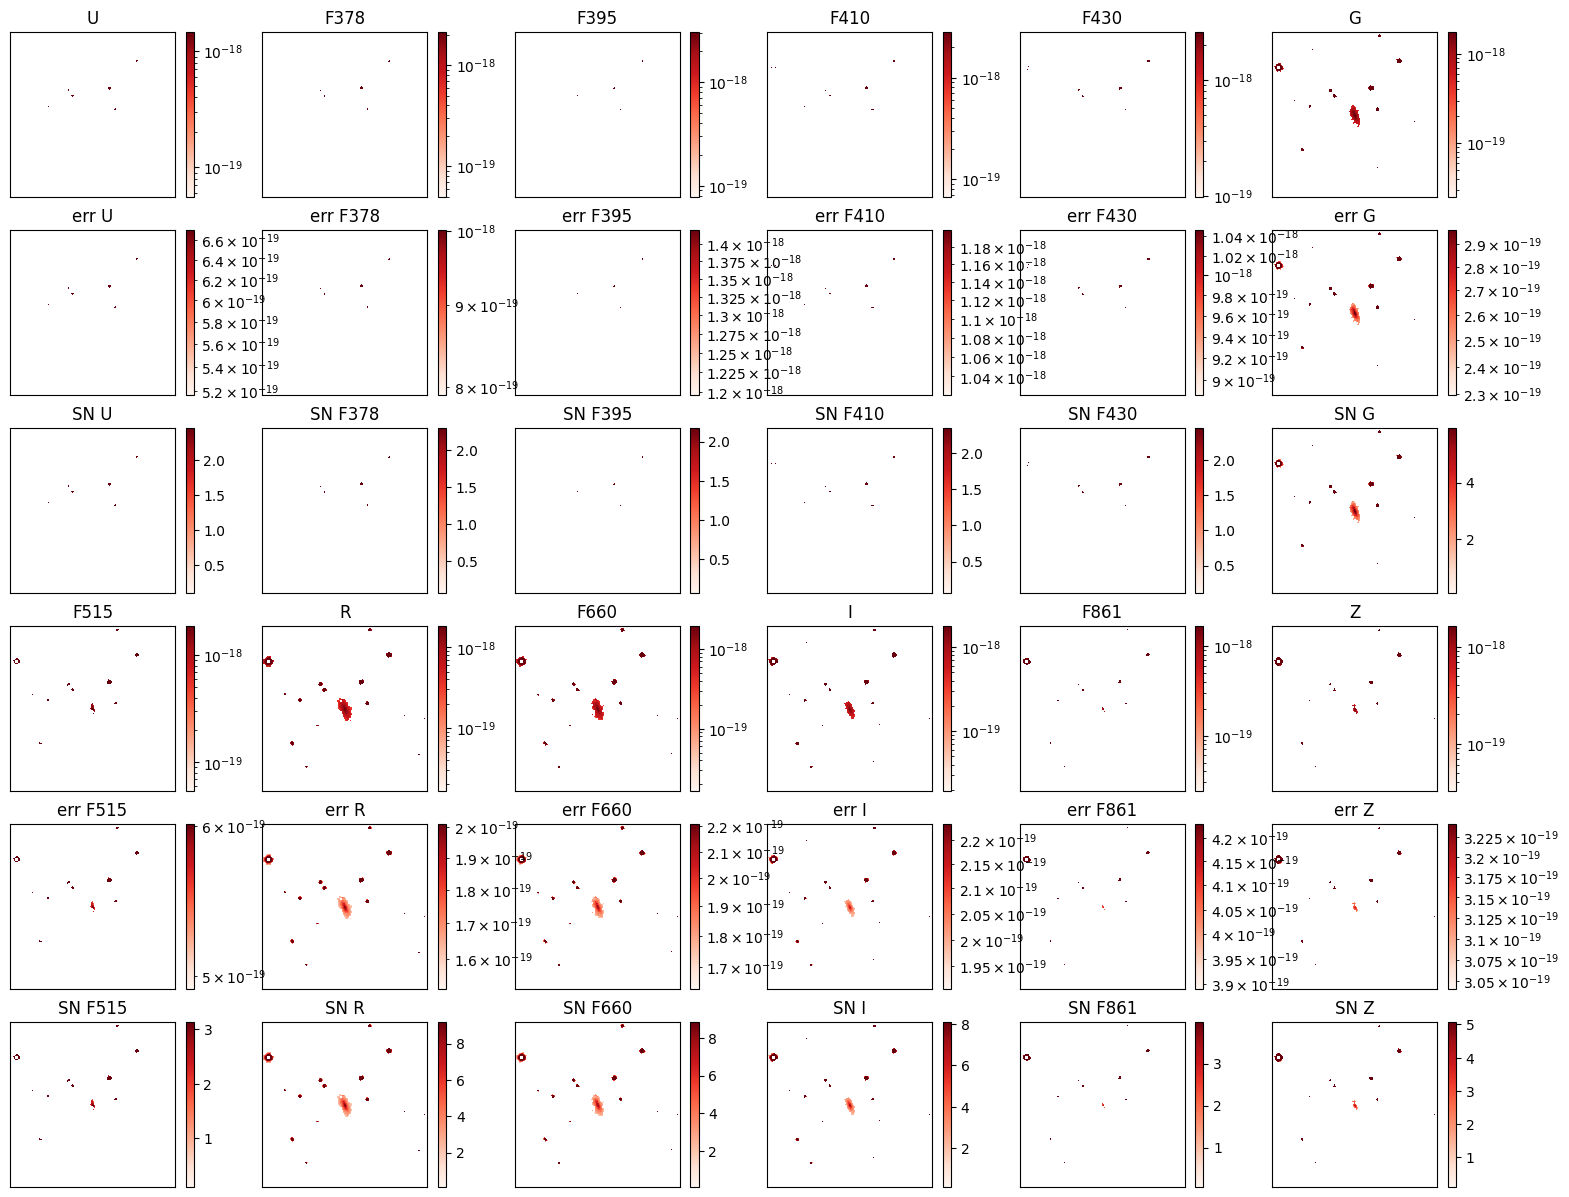 U F378 F395 F410 F430 G
10⁻¹⁸ 10⁻¹⁸ 10⁻¹⁸ 10⁻¹⁸ 10⁻¹⁸ 10⁻¹⁸
10⁻¹⁹ 10⁻¹⁹ 10⁻¹⁹ 10⁻¹⁹ 10⁻¹⁹ 10⁻¹⁹
err U err F378 err F395 err F410 err F430 err G
6.6 × 10⁻¹⁹ 10⁻¹⁸ 1.4 × 10⁻¹⁸ 1.18 × 10⁻¹⁸ 1.04 × 10⁻¹⁸ 2.9 × 10⁻¹⁹
6.4 × 10⁻¹⁹ 9 × 10⁻¹⁹ 1.375 × 10⁻¹⁸ 1.16 × 10⁻¹⁸ 1.02 × 10⁻¹⁸ 2.8 × 10⁻¹⁹
6.2 × 10⁻¹⁹ 8 × 10⁻¹⁹ 1.35 × 10⁻¹⁸ 1.14 × 10⁻¹⁸ 10⁻¹⁸ 2.7 × 10⁻¹⁹
6 × 10⁻¹⁹ 1.325 × 10⁻¹⁸ 1.12 × 10⁻¹⁸ 9.8 × 10⁻¹⁹ 2.6 × 10⁻¹⁹
5.8 × 10⁻¹⁹ 1.3 × 10⁻¹⁸ 1.1 × 10⁻¹⁸ 9.6 × 10⁻¹⁹ 2.5 × 10⁻¹⁹
5.6 × 10⁻¹⁹ 1.275 × 10⁻¹⁸ 1.08 × 10⁻¹⁸ 9.4 × 10⁻¹⁹ 2.4 × 10⁻¹⁹
5.4 × 10⁻¹⁹ 1.25 × 10⁻¹⁸ 1.06 × 10⁻¹⁸ 9.2 × 10⁻¹⁹ 2.3 × 10⁻¹⁹
5.2 × 10⁻¹⁹ 1.225 × 10⁻¹⁸ 1.04 × 10⁻¹⁸ 9 × 10⁻¹⁹
1.2 × 10⁻¹⁸
SN U SN F378 SN F395 SN F410 SN F430 SN G
2.0 2.0 2.0 2.0 2.0 4
1.5 1.5 1.5 1.5 1.5 2
1.0 1.0 1.0 1.0 1.0
0.5 0.5 0.5 0.5 0.5
F515 R F660 I F861 Z
10⁻¹⁸ 10⁻¹⁸ 10⁻¹⁸ 10⁻¹⁸ 10⁻¹⁸ 10⁻¹⁸
10⁻¹⁹ 10⁻¹⁹ 10⁻¹⁹ 10⁻¹⁹ 10⁻¹⁹ 10⁻¹⁹
err F515 err R err F660 err I err F861 err Z
6 × 10⁻¹⁹ 2 × 10⁻¹⁹ 2.2 × 10⁻¹⁹ 2.2 × 10⁻¹⁹ 4.2 × 10⁻¹⁹ 3.225 × 10⁻¹⁹
5 × 10⁻¹⁹ 1.9 × 10⁻¹⁹ 2.1 × 10⁻¹⁹ 2.15 × 10⁻¹⁹ 4.15 × 10⁻¹⁹ 3.2 × 10⁻¹⁹
1.8 × 10⁻¹⁹ 2 × 10⁻¹⁹ 2.1 × 10⁻¹⁹ 4.1 × 10⁻¹⁹ 3.175 × 10⁻¹⁹
1.7 × 10⁻¹⁹ 1.9 × 10⁻¹⁹ 2.05 × 10⁻¹⁹ 4.05 × 10⁻¹⁹ 3.15 × 10⁻¹⁹
1.6 × 10⁻¹⁹ 1.8 × 10⁻¹⁹ 2 × 10⁻¹⁹ 4 × 10⁻¹⁹ 3.125 × 10⁻¹⁹
1.7 × 10⁻¹⁹ 1.95 × 10⁻¹⁹ 3.95 × 10⁻¹⁹ 3.1 × 10⁻¹⁹
3.9 × 10⁻¹⁹ 3.075 × 10⁻¹⁹
3.05 × 10⁻¹⁹
SN F515 SN R SN F660 SN I SN F861 SN Z
3 8 8 8 3 5
2 6 6 6 2 4
1 4 4 4 1 3
2 2 2 2
1